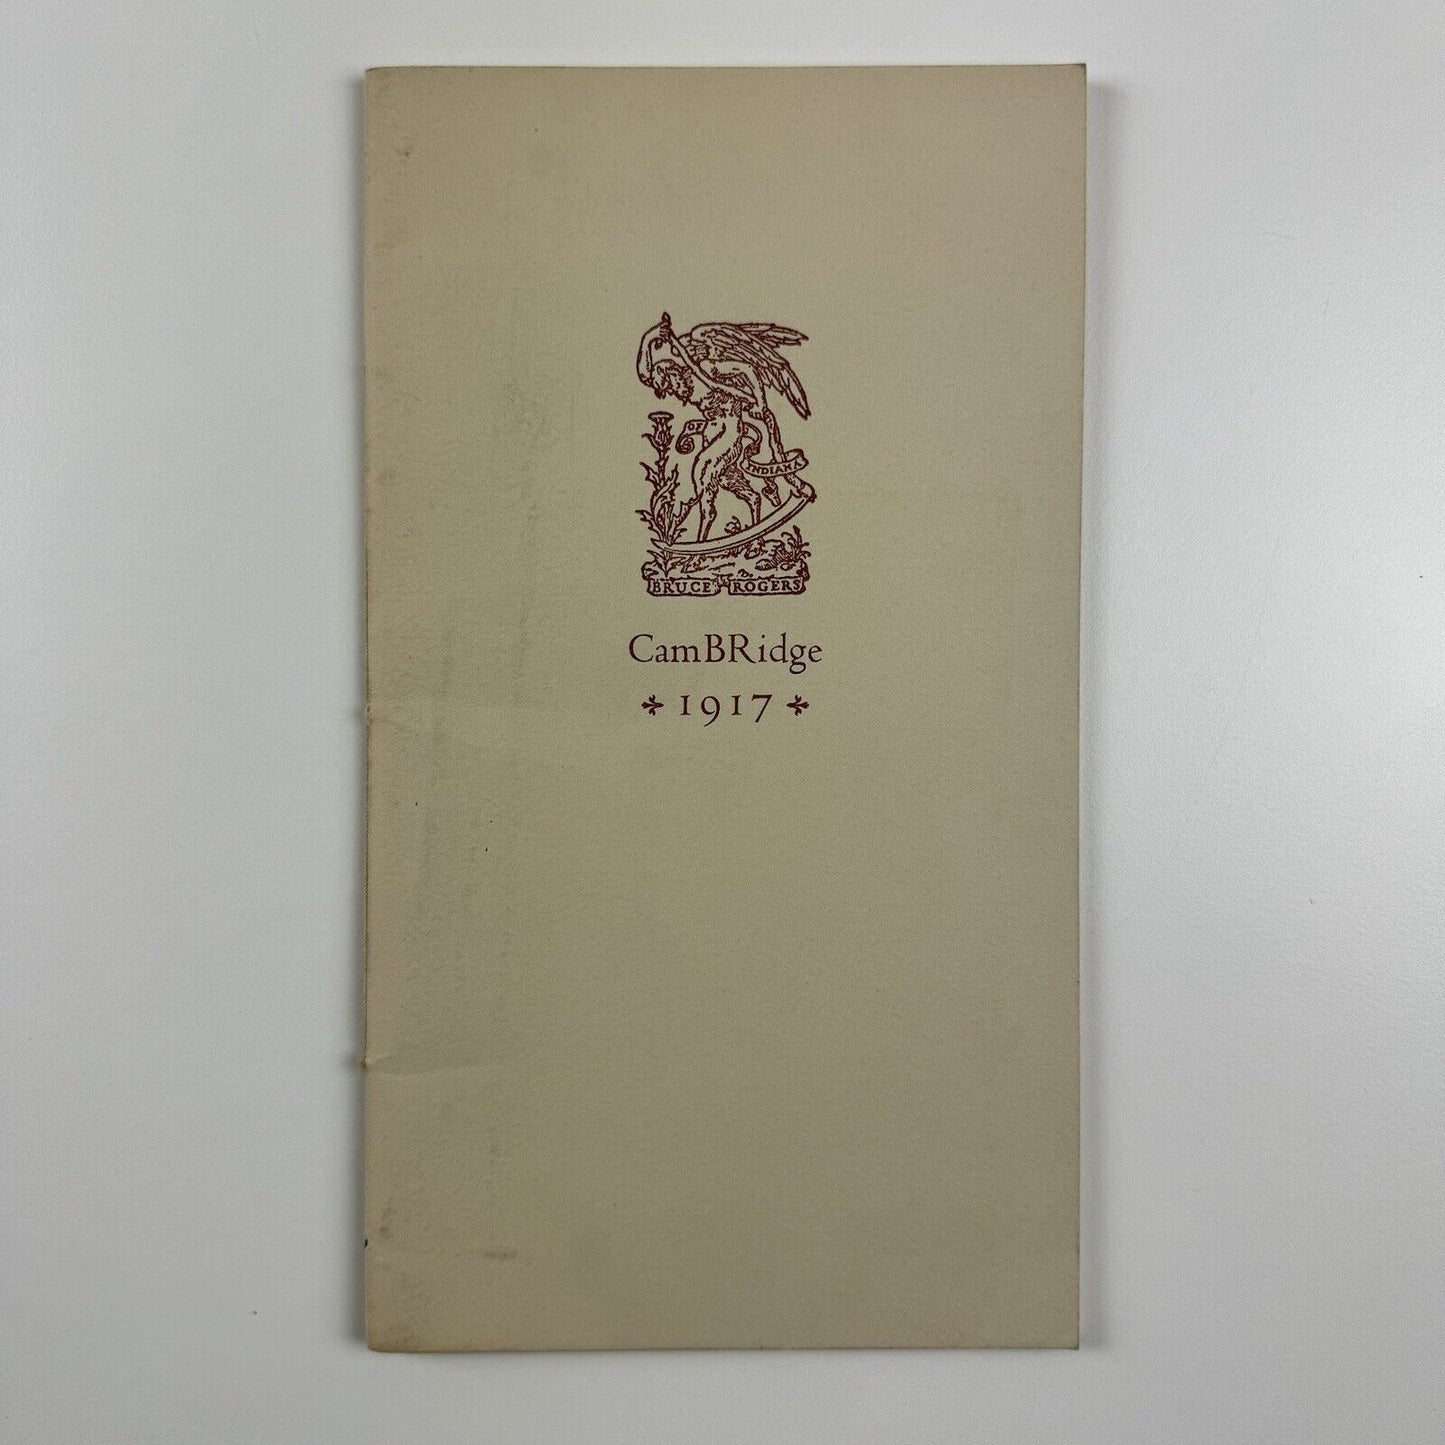 OF
INDIANA
BRUCE ROGERS
CamBRidge
1917